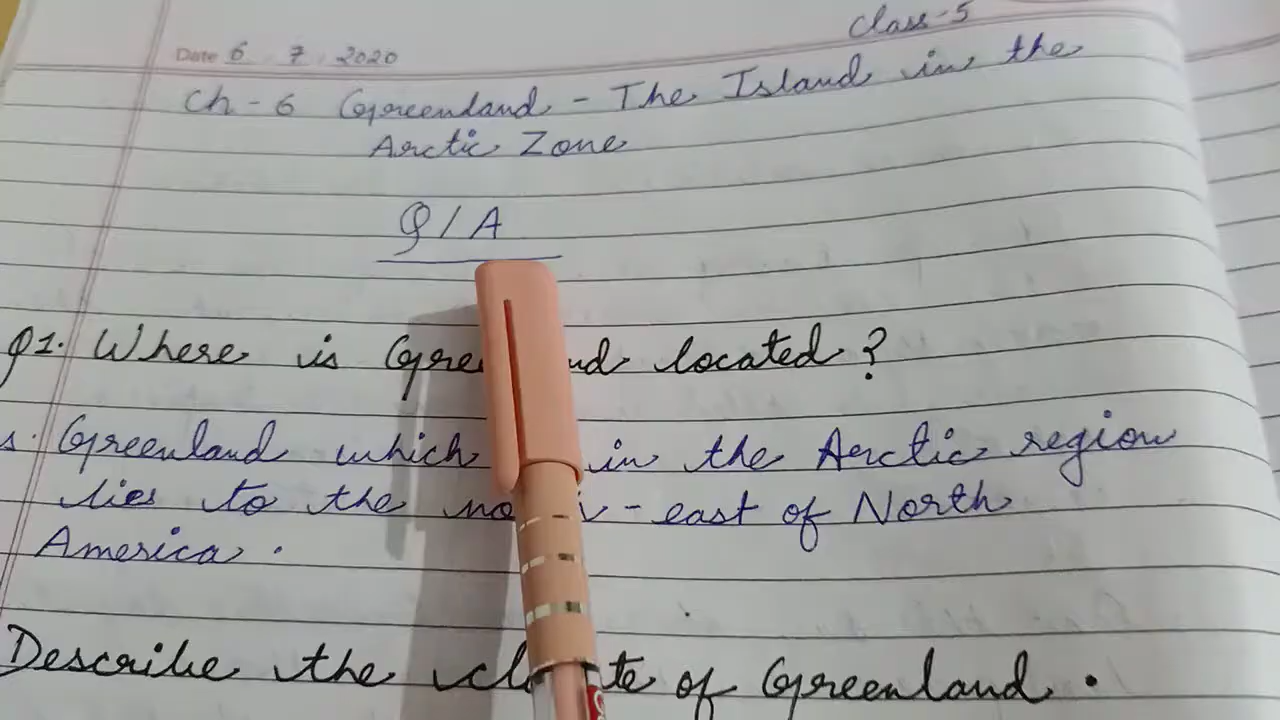 Class-5
Date 6 7 2020
Ch - 6 Greenland - The Island in the
Arctic Zone
Q/A
Q1. Where is Greenland located?
Greenland which in the Arctic region
lies to the - east of North
America.
Describe the of Greenland.